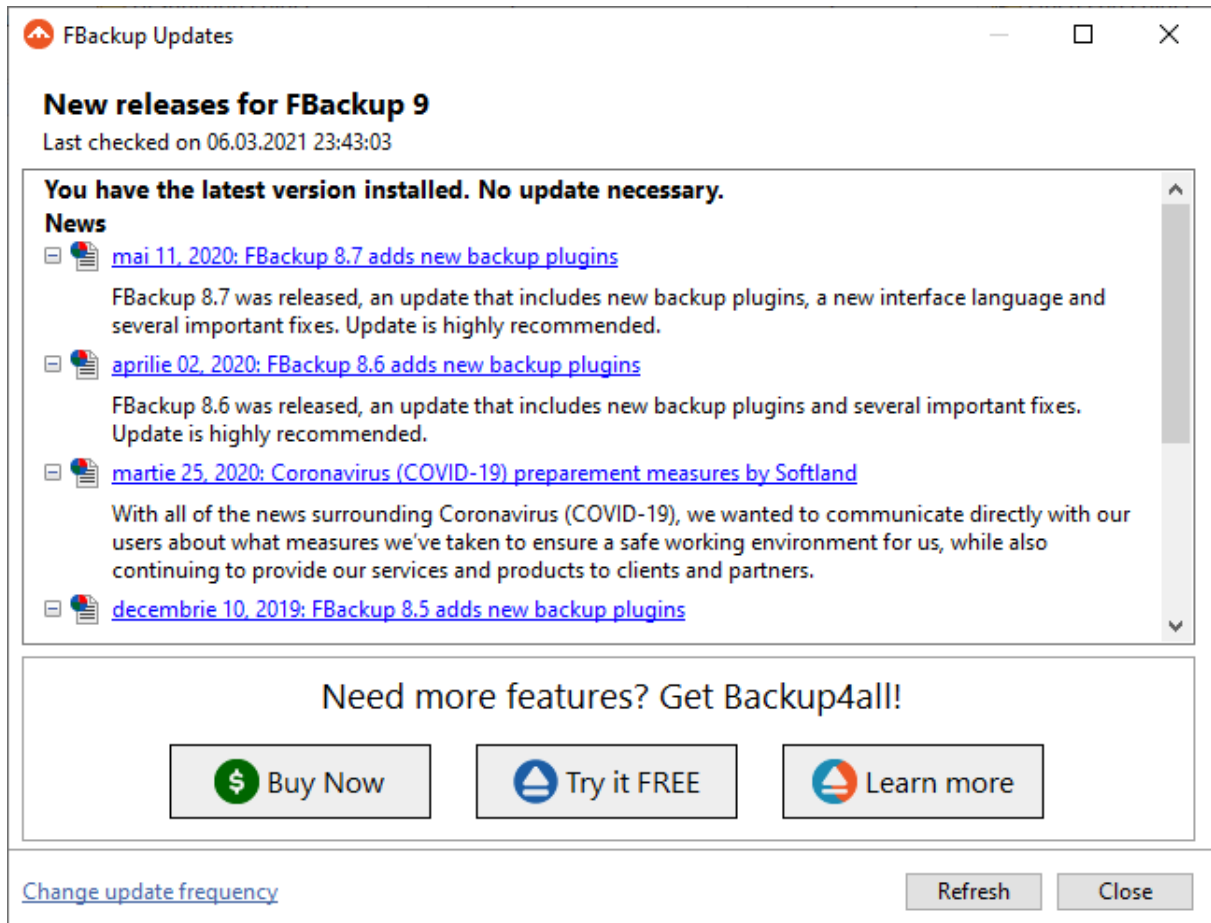 FBackup Updates
New releases for FBackup 9
Last checked on 06.03.2021 23:43:03
You have the latest version installed. No update necessary.
News
mai 11, 2020: FBackup 8.7 adds new backup plugins
FBackup 8.7 was released, an update that includes new backup plugins, a new interface language and
several important fixes. Update is highly recommended.
aprilie 02, 2020: FBackup 8.6 adds new backup plugins
FBackup 8.6 was released, an update that includes new backup plugins and several important fixes.
Update is highly recommended.
martie 25, 2020: Coronavirus (COVID-19) preparement measures by Softland
With all of the news surrounding Coronavirus (COVID-19), we wanted to communicate directly with our
users about what measures we've taken to ensure a safe working environment for us, while also
continuing to provide our services and products to clients and partners.
decembrie 10, 2019: FBackup 8.5 adds new backup plugins
Need more features? Get Backup4all!
$ Buy Now
Try it FREE
Learn more
Change update frequency
Refresh
Close